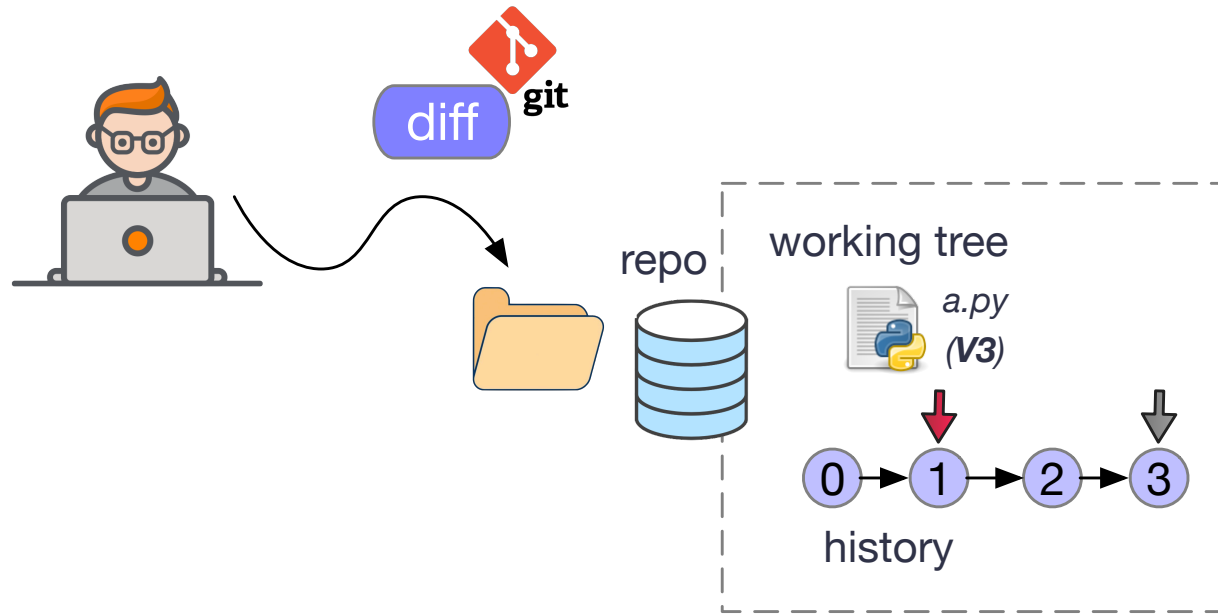 git
diff
repo
working tree
a.py
(V3)
0 1 2 3
history